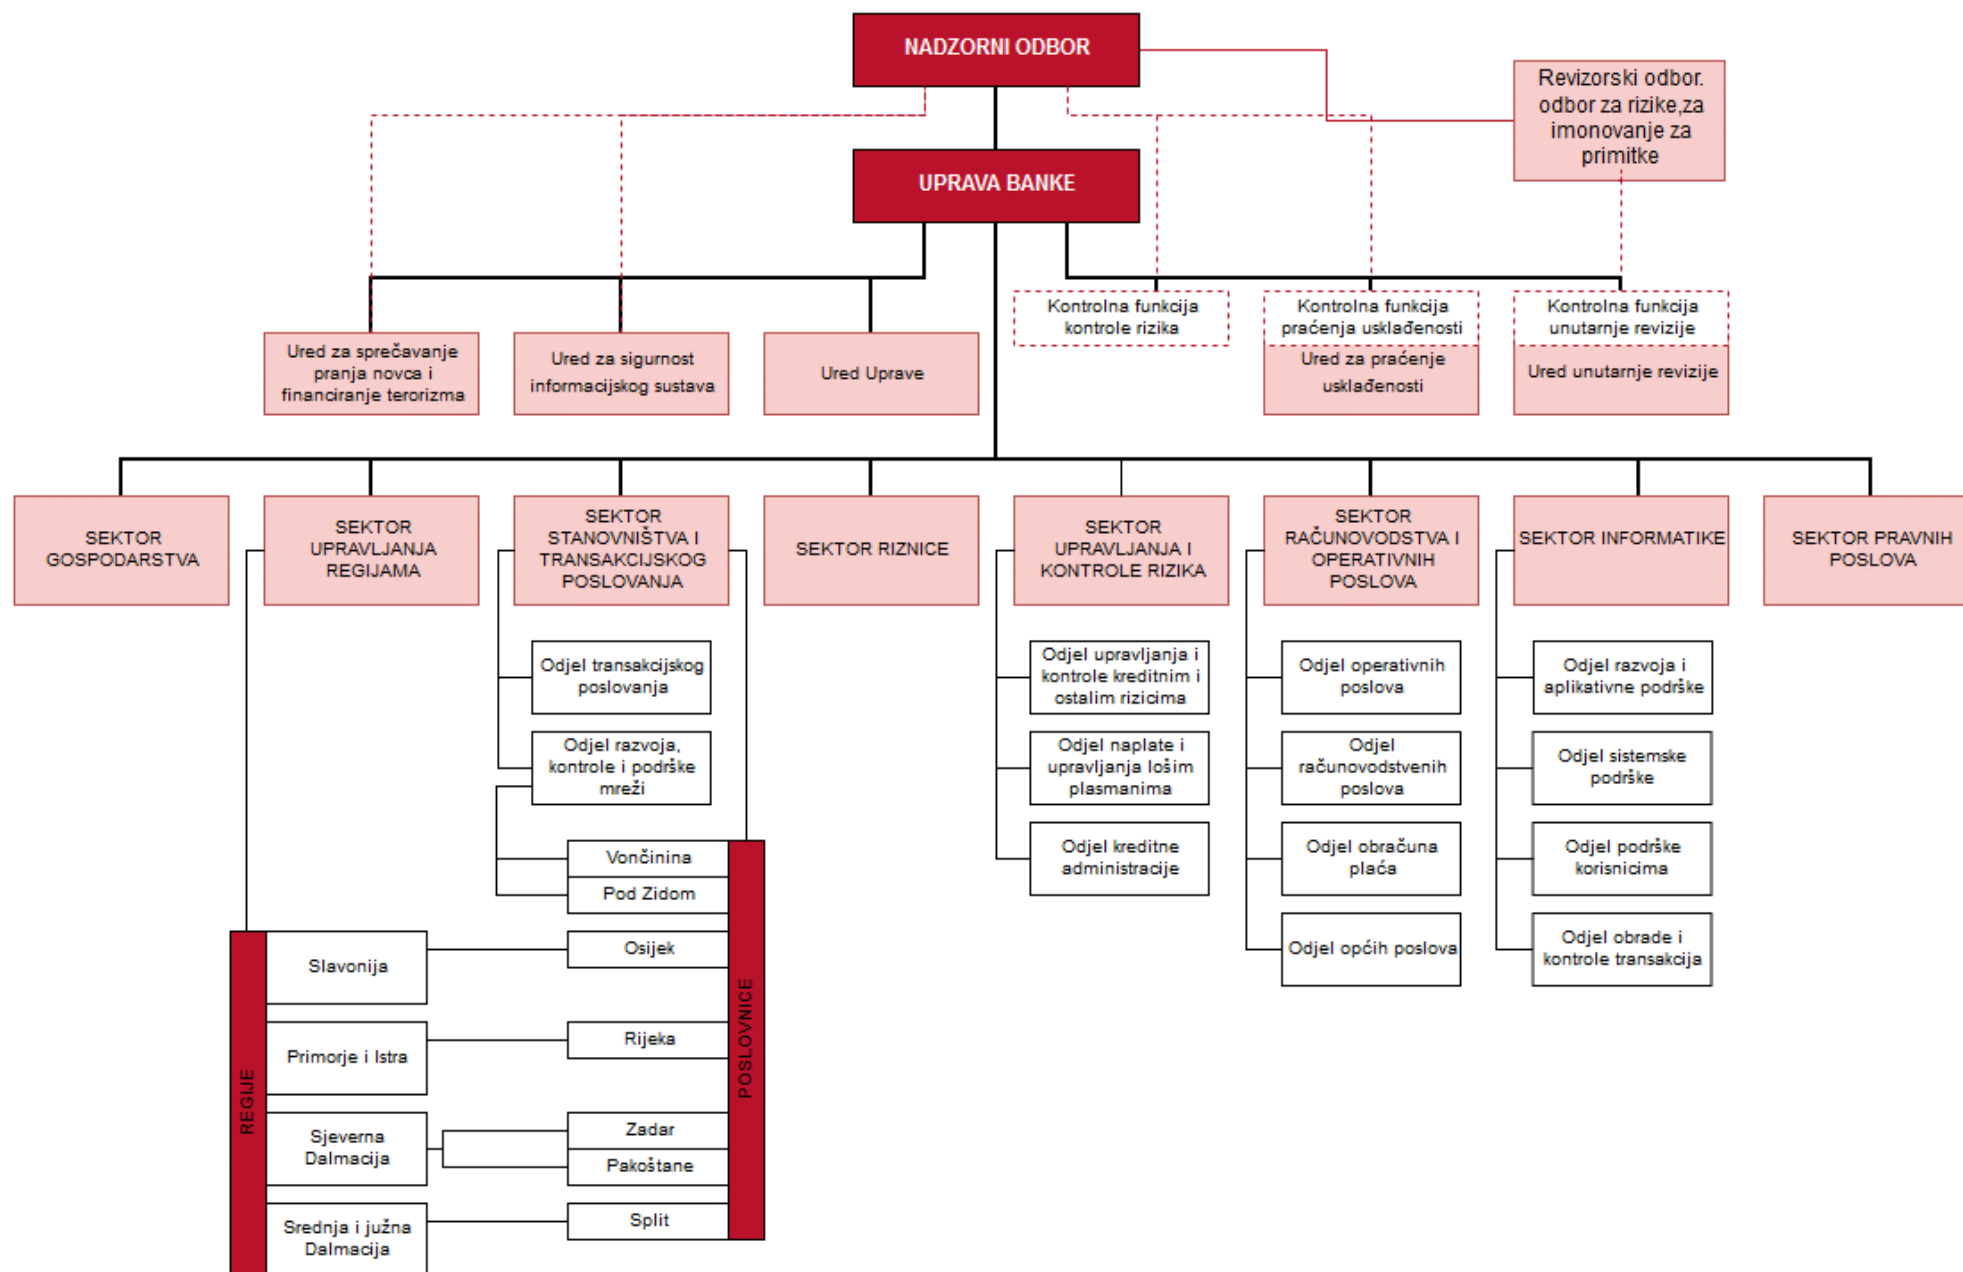 NADZORNI ODBOR
Revizorski odbor.
odbor za rizike,za
imonovanje za
primitke
UPRAVA BANKE
Kontrolna funkcija
kontrole rizika
Kontrolna funkcija
praćenja usklađenosti
Kontrolna funkcija
unutarnje revizije
Ured za sprečavanje
pranja novca i
financiranje terorizma
Ured za sigurnost
informacijskog sustava
Ured Uprave
Ured za praćenje
usklađenosti
Ured unutarnje revizije
SEKTOR
GOSPODARSTVA
SEKTOR
UPRAVLJANJA
REGIJAMA
SEKTOR
STANOVNIŠTVA I
TRANSAKCIJSKOG
POSLOVANJA
SEKTOR RIZNICE
SEKTOR
UPRAVLJANJA I
KONTROLE RIZIKA
SEKTOR
RAČUNOVODSTVA I
OPERATIVNIH
POSLOVA
SEKTOR INFORMATIKE
SEKTOR PRAVNIH
POSLOVA
Odjel transakcijskog
poslovanja
Odjel upravljanja i
kontrole kreditnim i
ostalim rizicima
Odjel operativnih
poslova
Odjel razvoja i
aplikativne podrške
Odjel razvoja,
kontrole i podrške
mreži
Odjel naplate i
upravljanja lošim
plasmanima
Odjel
računovodstvenih
poslova
Odjel sistemske
podrške
Vončinina
Pod Zidom
Odjel kreditne
administracije
Odjel obračuna
plaća
Odjel podrške
korisnicima
Slavonija
Osijek
Odjel općih poslova
Odjel obrade i
kontrole transakcija
Primorje i Istra
Rijeka
REGIJE
POSLOVNICE
Sjeverna
Dalmacija
Zadar
Pakoštane
Srednja i južna
Dalmacija
Split